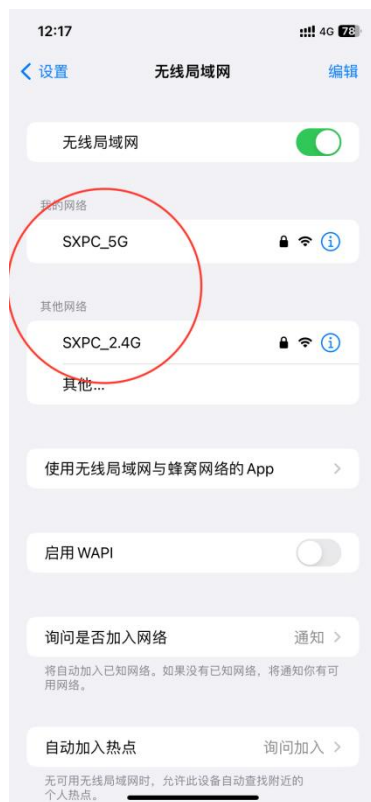 12:17 4G 78
设置 无线局域网 编辑
无线局域网
我的网络
SXPC_5G
其他网络
SXPC_2.4G
其他...
使用无线局域网与蜂窝网络的 App
启用 WAPI
询问是否加入网络 通知
将自动加入已知网络。如果没有已知网络，将通知你有可
用网络。
自动加入热点 询问加入
无可用无线局域网时，允许此设备自动查找附近的
个人热点。